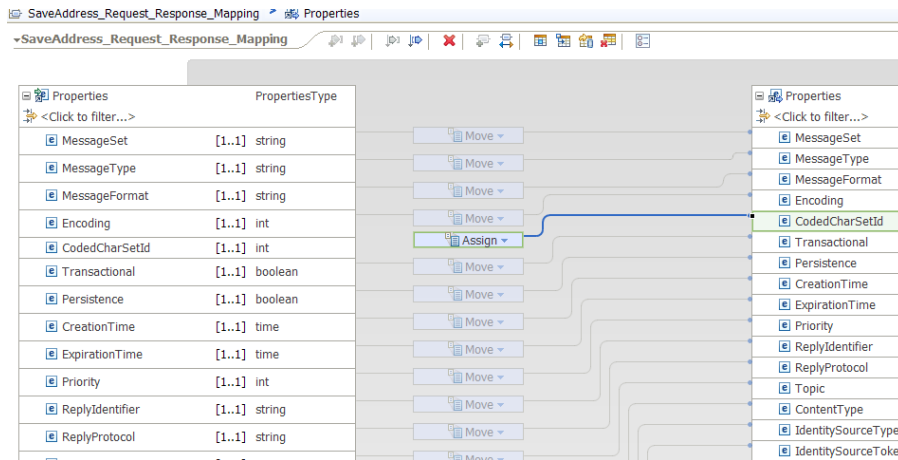 SaveAddress_Request_Response_Mapping Properties
SaveAddress_Request_Response_Mapping
Properties PropertiesType
<Click to filter...>
MessageSet [1..1] string
MessageType [1..1] string
MessageFormat [1..1] string
Encoding [1..1] int
CodedCharSetId [1..1] int
Transactional [1..1] boolean
Persistence [1..1] boolean
CreationTime [1..1] time
ExpirationTime [1..1] time
Priority [1..1] int
ReplyIdentifier [1..1] string
ReplyProtocol [1..1] string
Move
Move
Move
Move
Assign
Move
Move
Move
Move
Move
Move
Move
Move
Properties
<Click to filter...>
MessageSet
MessageType
MessageFormat
Encoding
CodedCharSetId
Transactional
Persistence
CreationTime
ExpirationTime
Priority
ReplyIdentifier
ReplyProtocol
Topic
ContentType
IdentitySourceType
IdentitySourceToke